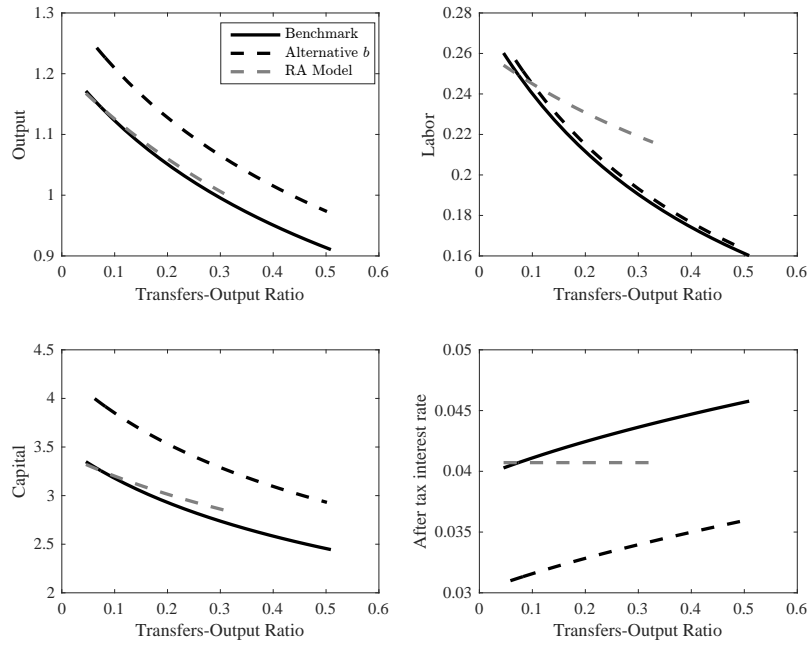 1.3
1.2
1.1
1
0.9
Output
0 0.1 0.2 0.3 0.4 0.5 0.6
Transfers-Output Ratio
Benchmark
Alternative b
RA Model
0.28
0.26
0.24
0.22
0.2
0.18
0.16
Labor
0 0.1 0.2 0.3 0.4 0.5 0.6
Transfers-Output Ratio
4.5
4
3.5
3
2.5
2
Capital
0 0.1 0.2 0.3 0.4 0.5 0.6
Transfers-Output Ratio
0.05
0.045
0.04
0.035
0.03
After tax interest rate
0 0.1 0.2 0.3 0.4 0.5 0.6
Transfers-Output Ratio